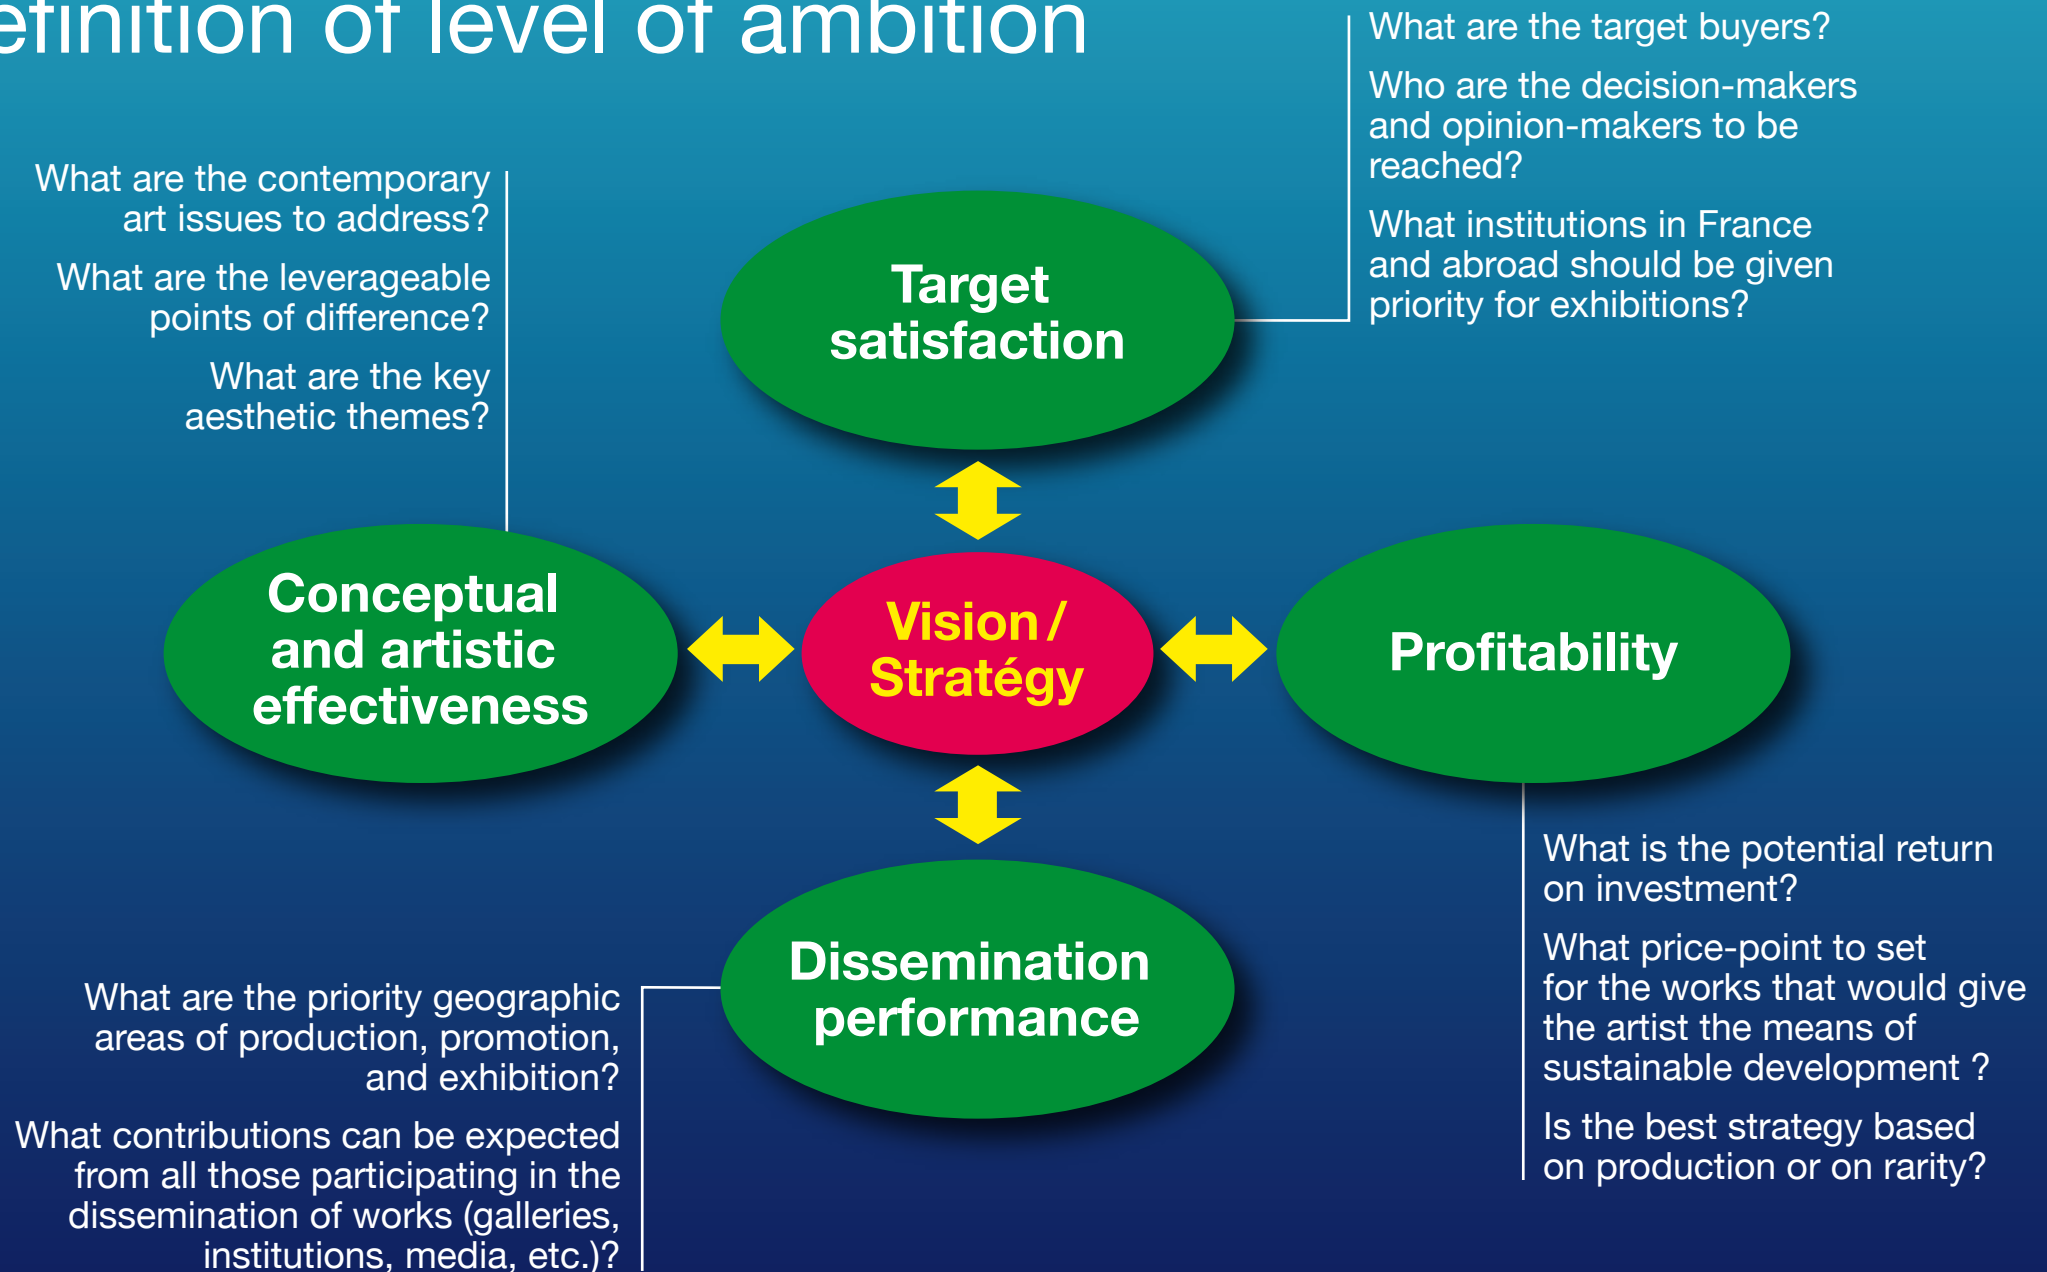 efinition of level of ambition
What are the target buyers?
Who are the decision-makers
and opinion-makers to be
reached?
What institutions in France
and abroad should be given
priority for exhibitions?
What are the contemporary
art issues to address?
What are the leverageable
points of difference?
What are the key
aesthetic themes?
Target
satisfaction
Conceptual
and artistic
effectiveness
Vision /
Stratégy
Profitability
Dissemination
performance
What is the potential return
on investment?
What price-point to set
for the works that would give
the artist the means of
sustainable development ?
Is the best strategy based
on production or on rarity?
What are the priority geographic
areas of production, promotion,
and exhibition?
What contributions can be expected
from all those participating in the
dissemination of works (galleries,
institutions, media, etc.)?